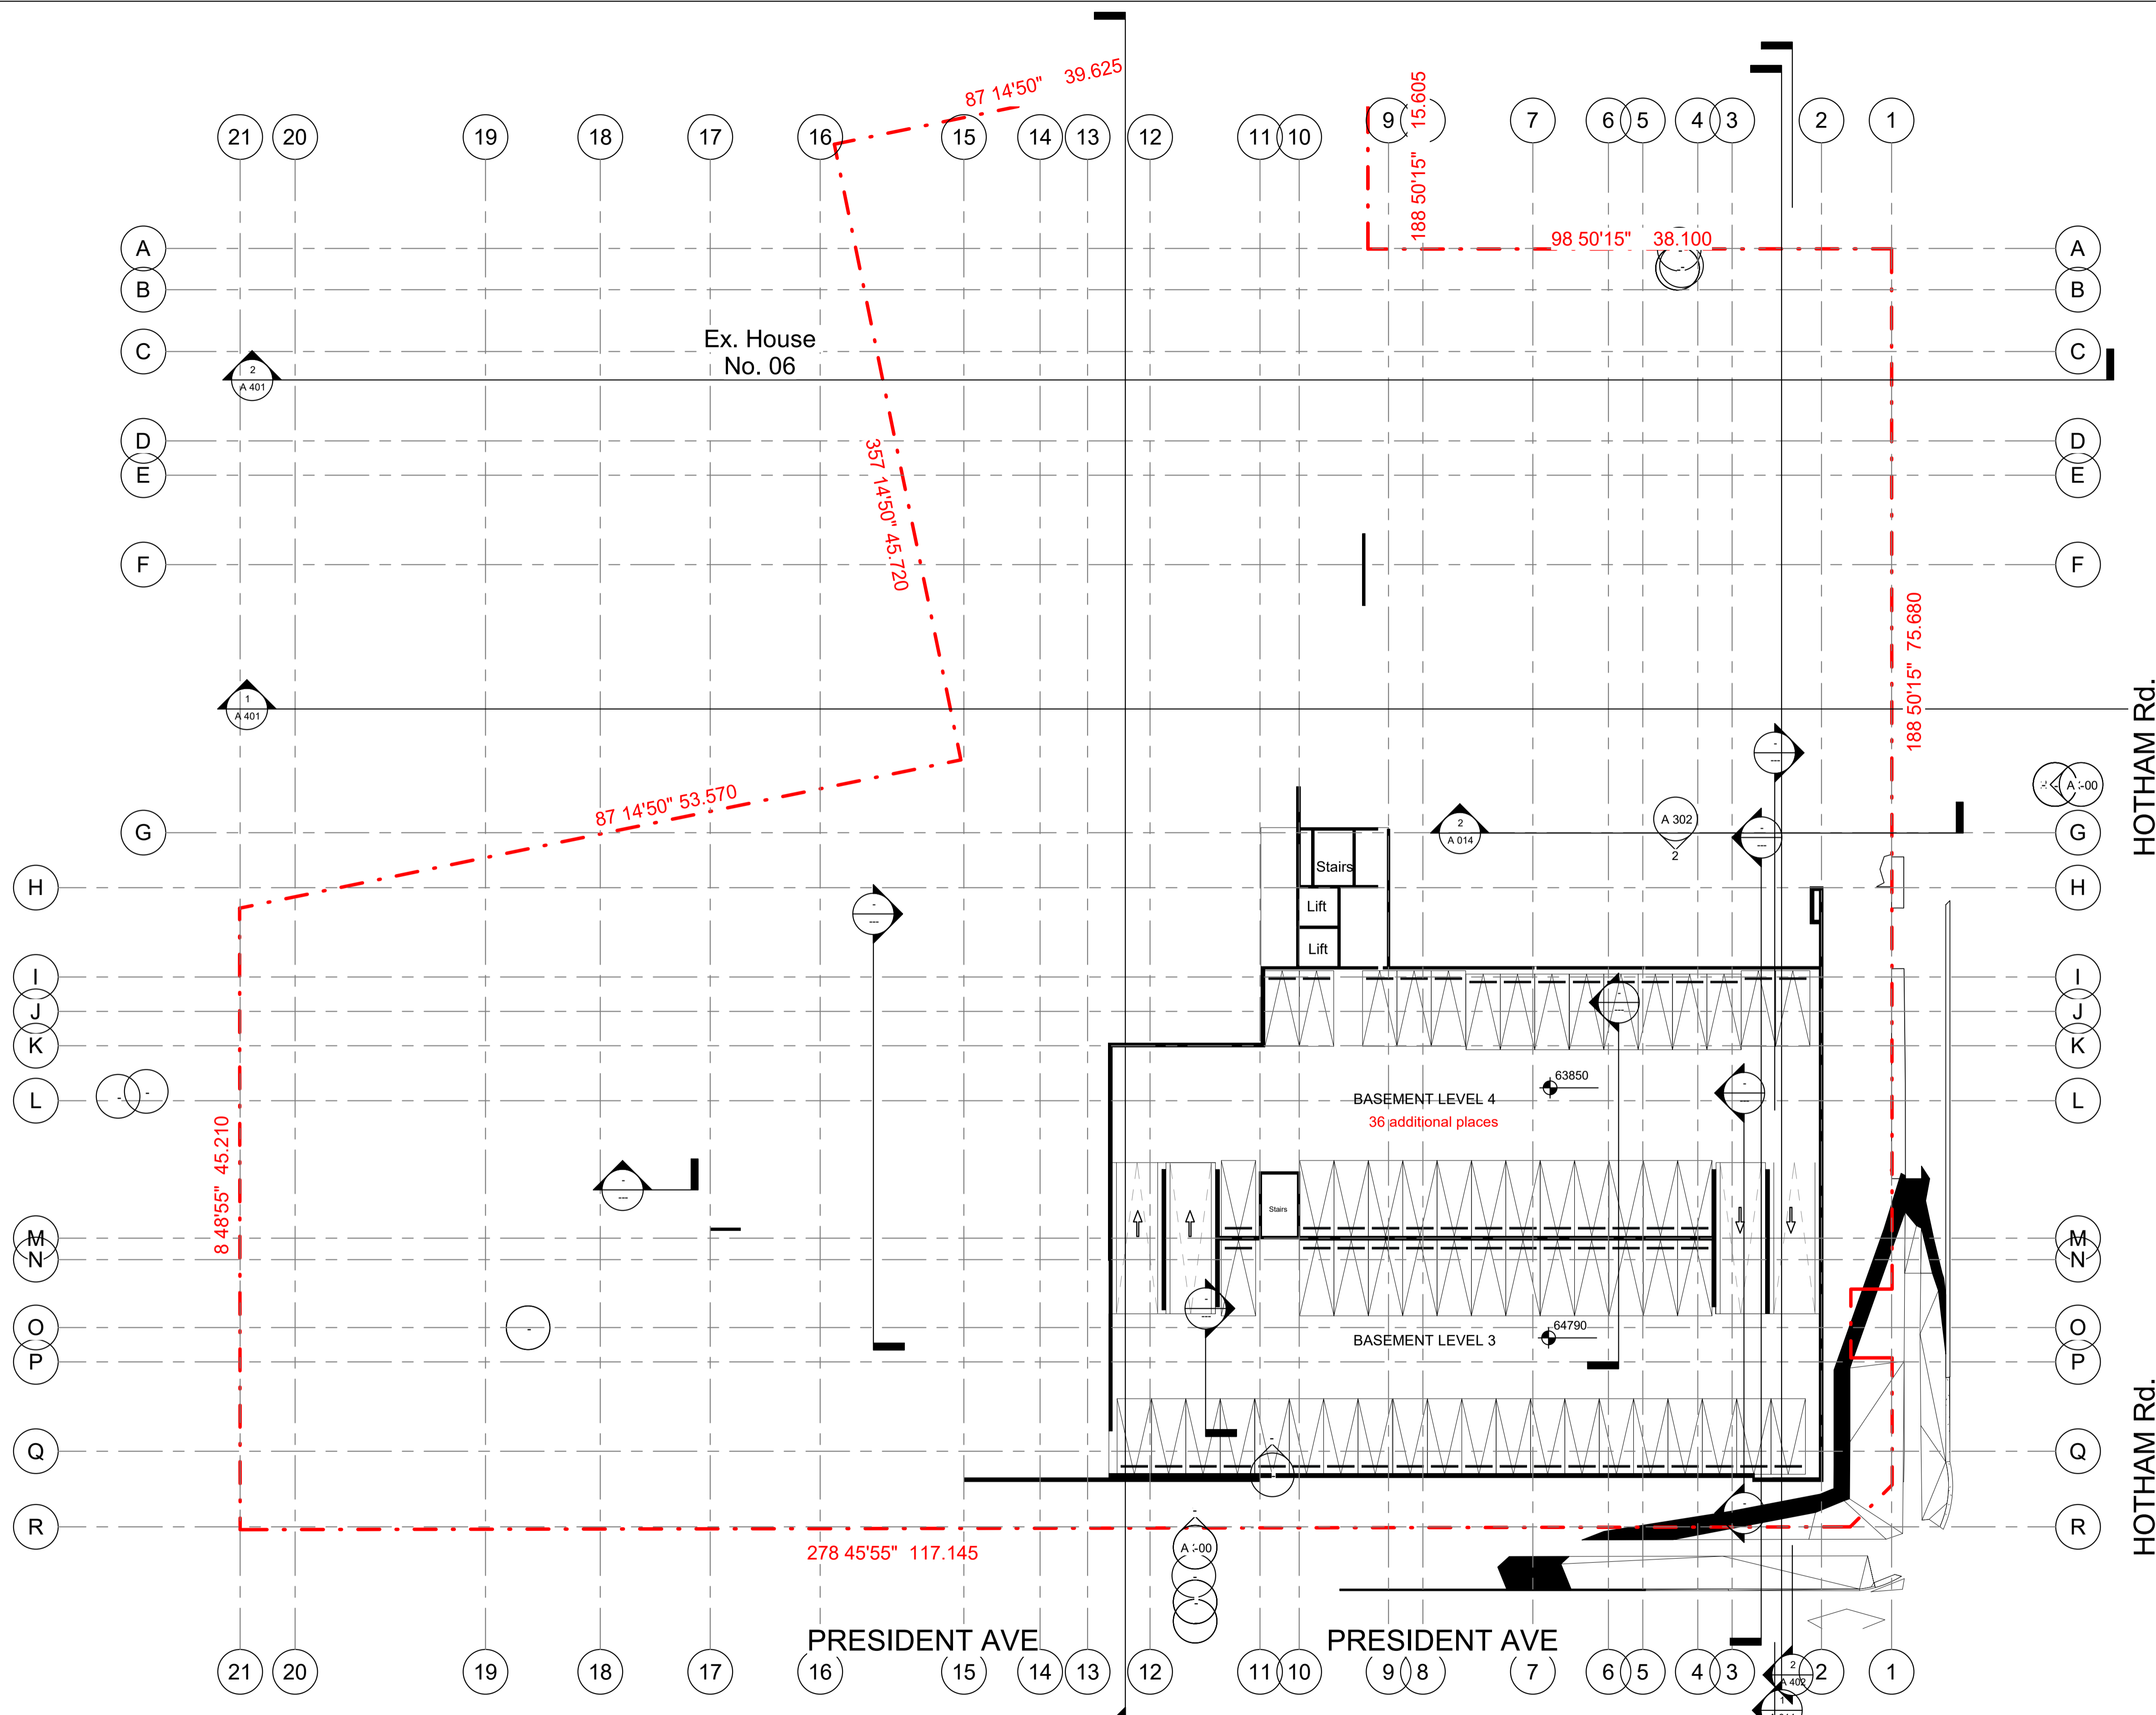 87 14'50" 39.625
188 50'15" 15.605
21 20 19 18 17 16 15 14 13 12 11 10 9 7 6 5 4 3 2 1
98 50'15" 38.100
A A
B B
Ex. House
No. 06
C C
2
A 401
D D
E E
357 14'50" 45.720
F F
188 50'15" 75.680
HOTHAM Rd.
1
A 401
87 14'50" 53.570
A :-00
G G
2
A 014
A 302
2
Stairs
H H
Lift
Lift
I I
J J
K K
63850
BASEMENT LEVEL 4
L L
36 additional places
8 48'55" 45.210
Stairs
M M
N N
O O
64790
BASEMENT LEVEL 3
P P
HOTHAM Rd.
Q Q
R R
278 45'55" 117.145
A :-00
PRESIDENT AVE PRESIDENT AVE
21 20 19 18 17 16 15 14 13 12 11 10 9 8 7 6 5 4 3 2 1
2
A 402
1